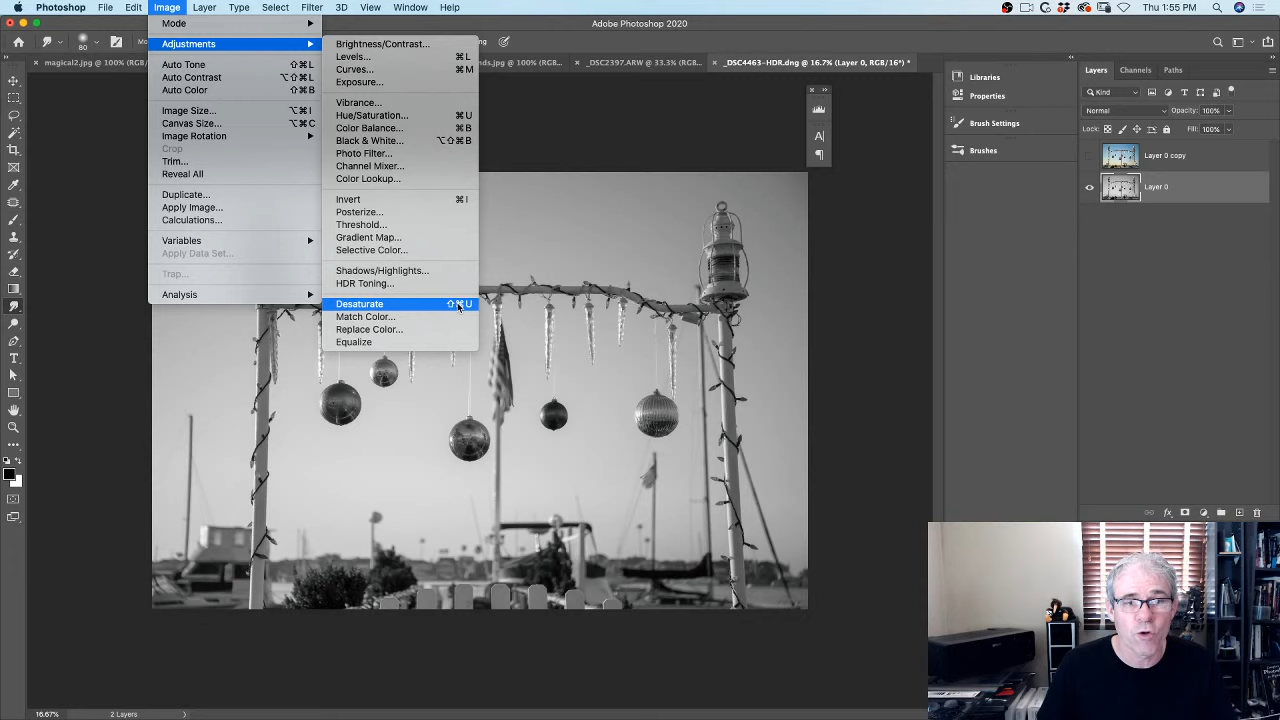 Photoshop File Edit Image Layer Type Select Filter 3D View Window Help
Thu 1:55 PM
Adobe Photoshop 2020
80
magical2.jpg @ 100% (RGB...
nds.jpg (RGB...
_DSC2397.ARW @ 33.3% (RGB...
_DSC4463-HDR.dng @ 16.7% (Layer 0, RGB/16*) *
Mode
Adjustments
Auto Tone ⇧⌘L
Auto Contrast ⌥⇧⌘L
Auto Color ⇧⌘B
Image Size... ⌥⌘I
Canvas Size... ⌥⌘C
Image Rotation
Crop
Trim...
Reveal All
Duplicate...
Apply Image...
Calculations...
Variables
Apply Data Set...
Trap...
Analysis
Brightness/Contrast...
Levels... ⌘L
Curves... ⌘M
Exposure...
Vibrance...
Hue/Saturation... ⌘U
Color Balance... ⌘B
Black & White... ⌥⇧⌘B
Photo Filter...
Channel Mixer...
Color Lookup...
Invert ⌘I
Posterize...
Threshold...
Gradient Map...
Selective Color...
Shadows/Highlights...
HDR Toning...
Desaturate ⇧⌘U
Match Color...
Replace Color...
Equalize
Libraries
Properties
Brush Settings
Brushes
Layers Channels Paths
Kind
Normal Opacity: 100%
Lock: Fill: 100%
Layer 0 copy
Layer 0
16.67% 2 Layers